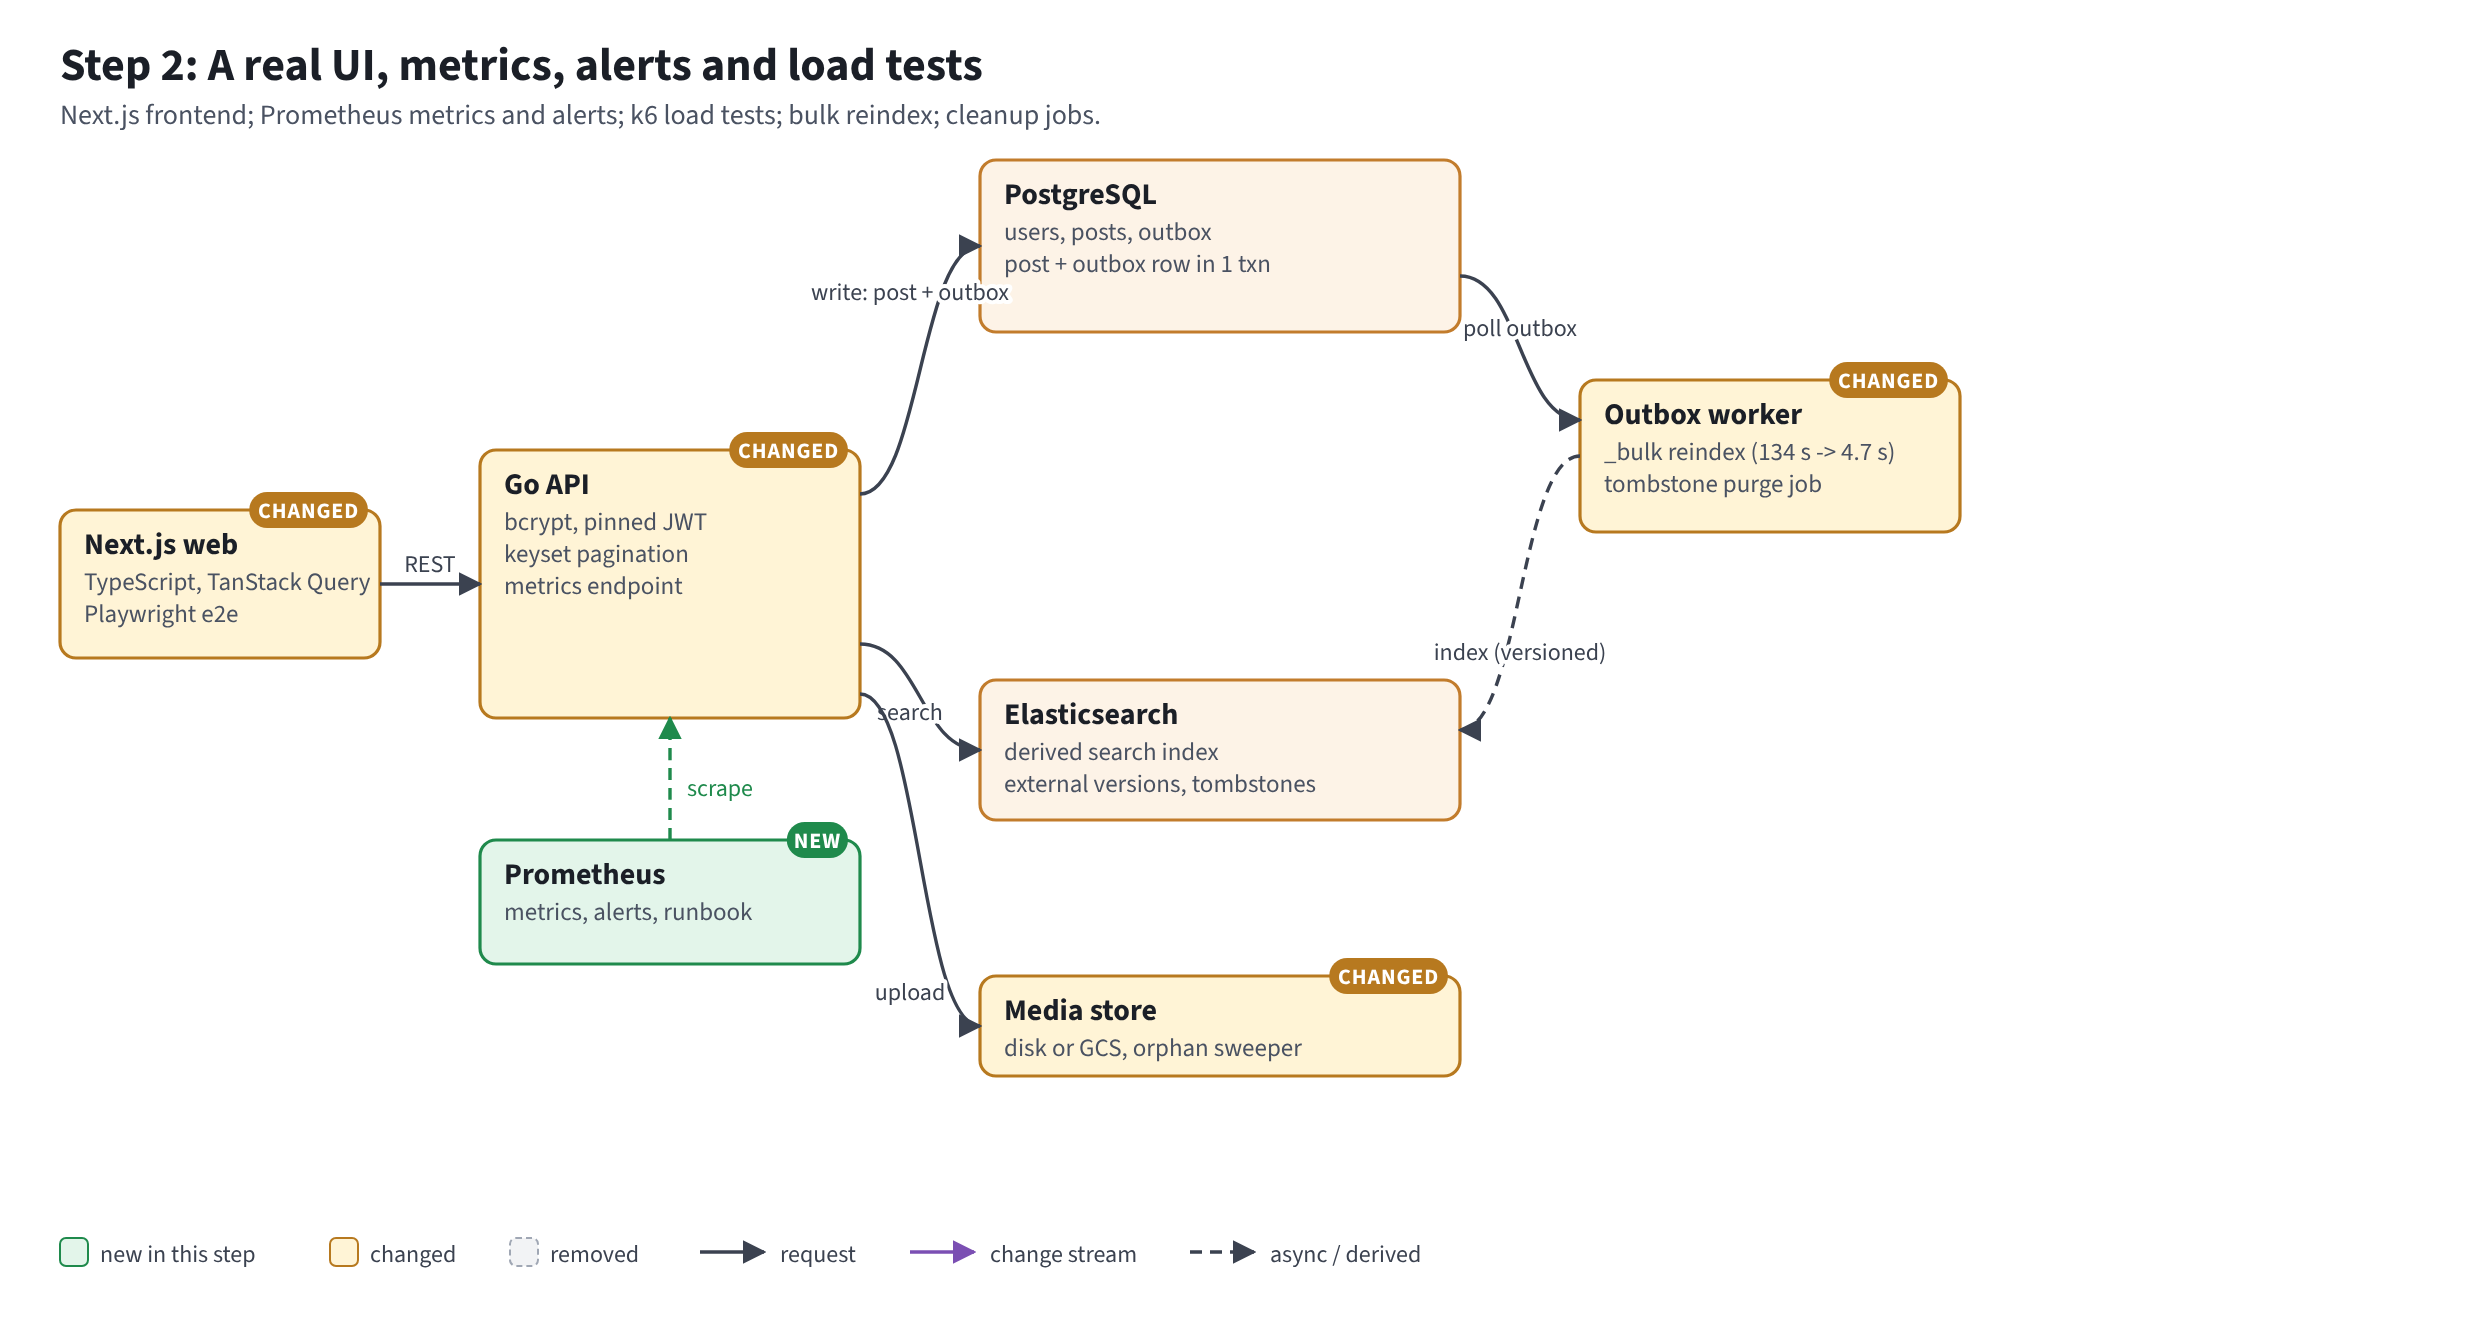 Step 2: A real UI, metrics, alerts and load tests
Next.js frontend; Prometheus metrics and alerts; k6 load tests; bulk reindex; cleanup jobs.
PostgreSQL
users, posts, outbox
post + outbox row in 1 txn
write: post + outbox
poll outbox
CHANGED
Outbox worker
_bulk reindex (134 s -> 4.7 s)
tombstone purge job
CHANGED
Go API
bcrypt, pinned JWT
keyset pagination
metrics endpoint
CHANGED
Next.js web
TypeScript, TanStack Query
Playwright e2e
REST
index (versioned)
search
Elasticsearch
derived search index
external versions, tombstones
scrape
NEW
Prometheus
metrics, alerts, runbook
upload
CHANGED
Media store
disk or GCS, orphan sweeper
new in this step
changed
removed
request
change stream
async / derived